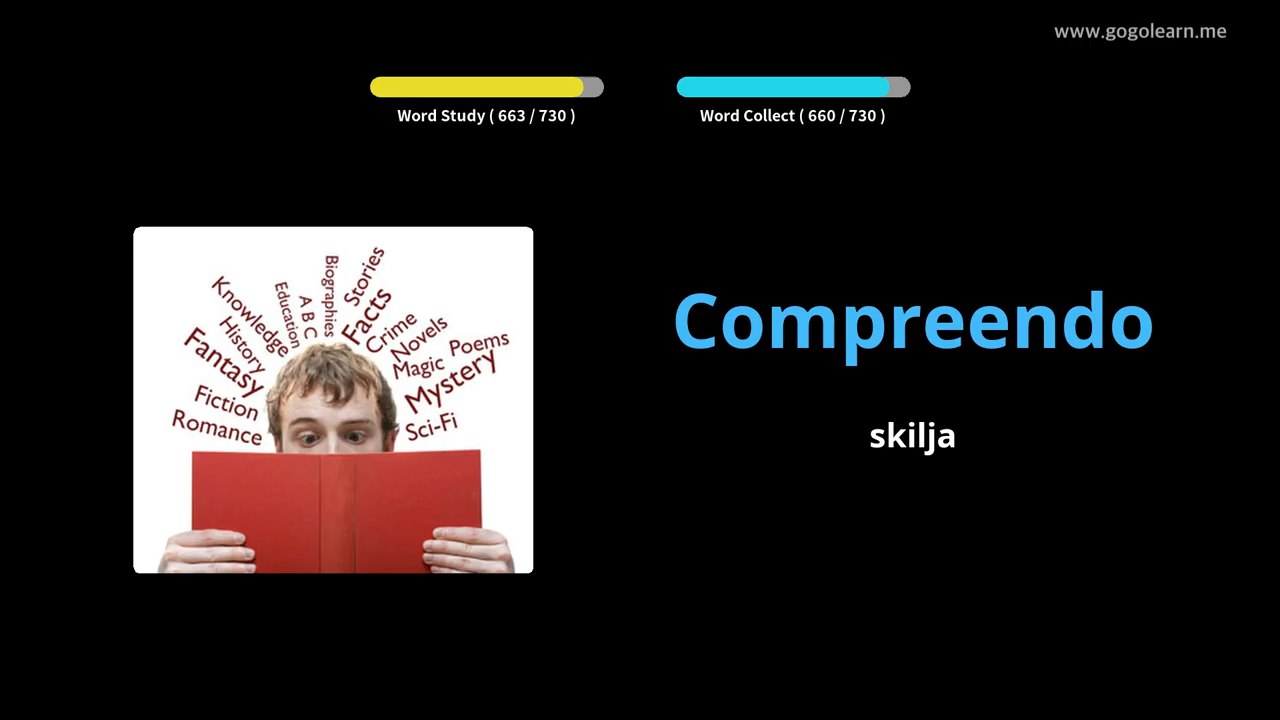 www.gogolearn.me
Word Study ( 663 / 730 )
Word Collect ( 660 / 730 )
Compreendo
skilja
Biographies
Stories
Knowledge
Education
A B C
Facts
History
Crime
Novels
Fantasy
Magic
Poems
Mystery
Fiction
Romance
Sci-Fi